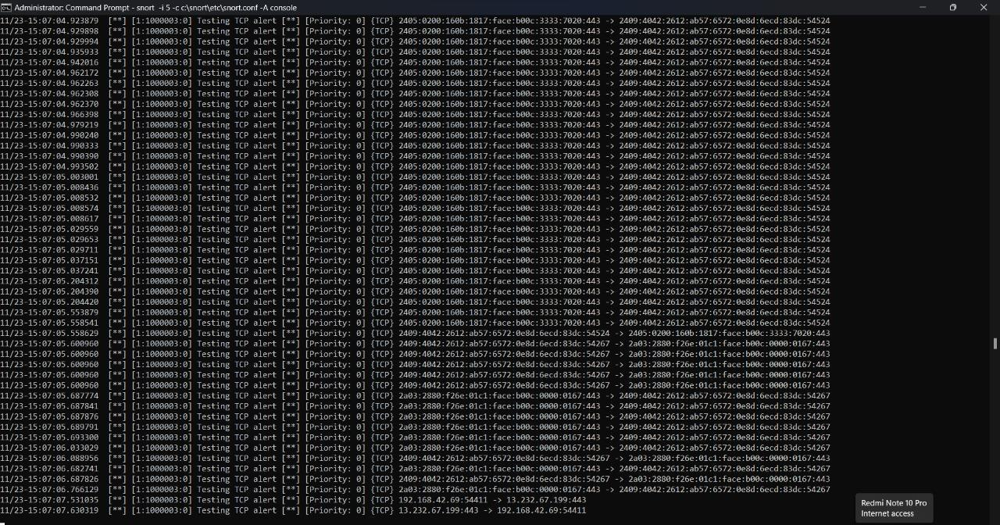 Administrator: Command Prompt - snort -i 5 -c c:\snort\etc\snort.conf -A console
11/23-15:07:04.923879 [**] [1:1000003:0] Testing TCP alert [**] [Priority: 0] {TCP} 2405:0200:160b:1817:face:b00c:3333:7020:443 -> 2409:4042:2612:ab57:6572:0e8d:6ecd:83dc:54524
11/23-15:07:04.929898 [**] [1:1000003:0] Testing TCP alert [**] [Priority: 0] {TCP} 2405:0200:160b:1817:face:b00c:3333:7020:443 -> 2409:4042:2612:ab57:6572:0e8d:6ecd:83dc:54524
11/23-15:07:04.929994 [**] [1:1000003:0] Testing TCP alert [**] [Priority: 0] {TCP} 2405:0200:160b:1817:face:b00c:3333:7020:443 -> 2409:4042:2612:ab57:6572:0e8d:6ecd:83dc:54524
11/23-15:07:04.935933 [**] [1:1000003:0] Testing TCP alert [**] [Priority: 0] {TCP} 2405:0200:160b:1817:face:b00c:3333:7020:443 -> 2409:4042:2612:ab57:6572:0e8d:6ecd:83dc:54524
11/23-15:07:04.942016 [**] [1:1000003:0] Testing TCP alert [**] [Priority: 0] {TCP} 2405:0200:160b:1817:face:b00c:3333:7020:443 -> 2409:4042:2612:ab57:6572:0e8d:6ecd:83dc:54524
11/23-15:07:04.962172 [**] [1:1000003:0] Testing TCP alert [**] [Priority: 0] {TCP} 2405:0200:160b:1817:face:b00c:3333:7020:443 -> 2409:4042:2612:ab57:6572:0e8d:6ecd:83dc:54524
11/23-15:07:04.962263 [**] [1:1000003:0] Testing TCP alert [**] [Priority: 0] {TCP} 2405:0200:160b:1817:face:b00c:3333:7020:443 -> 2409:4042:2612:ab57:6572:0e8d:6ecd:83dc:54524
11/23-15:07:04.962308 [**] [1:1000003:0] Testing TCP alert [**] [Priority: 0] {TCP} 2405:0200:160b:1817:face:b00c:3333:7020:443 -> 2409:4042:2612:ab57:6572:0e8d:6ecd:83dc:54524
11/23-15:07:04.962370 [**] [1:1000003:0] Testing TCP alert [**] [Priority: 0] {TCP} 2405:0200:160b:1817:face:b00c:3333:7020:443 -> 2409:4042:2612:ab57:6572:0e8d:6ecd:83dc:54524
11/23-15:07:04.966398 [**] [1:1000003:0] Testing TCP alert [**] [Priority: 0] {TCP} 2405:0200:160b:1817:face:b00c:3333:7020:443 -> 2409:4042:2612:ab57:6572:0e8d:6ecd:83dc:54524
11/23-15:07:04.979219 [**] [1:1000003:0] Testing TCP alert [**] [Priority: 0] {TCP} 2405:0200:160b:1817:face:b00c:3333:7020:443 -> 2409:4042:2612:ab57:6572:0e8d:6ecd:83dc:54524
11/23-15:07:04.990240 [**] [1:1000003:0] Testing TCP alert [**] [Priority: 0] {TCP} 2405:0200:160b:1817:face:b00c:3333:7020:443 -> 2409:4042:2612:ab57:6572:0e8d:6ecd:83dc:54524
11/23-15:07:04.990333 [**] [1:1000003:0] Testing TCP alert [**] [Priority: 0] {TCP} 2405:0200:160b:1817:face:b00c:3333:7020:443 -> 2409:4042:2612:ab57:6572:0e8d:6ecd:83dc:54524
11/23-15:07:04.990390 [**] [1:1000003:0] Testing TCP alert [**] [Priority: 0] {TCP} 2405:0200:160b:1817:face:b00c:3333:7020:443 -> 2409:4042:2612:ab57:6572:0e8d:6ecd:83dc:54524
11/23-15:07:04.993502 [**] [1:1000003:0] Testing TCP alert [**] [Priority: 0] {TCP} 2405:0200:160b:1817:face:b00c:3333:7020:443 -> 2409:4042:2612:ab57:6572:0e8d:6ecd:83dc:54524
11/23-15:07:05.003001 [**] [1:1000003:0] Testing TCP alert [**] [Priority: 0] {TCP} 2405:0200:160b:1817:face:b00c:3333:7020:443 -> 2409:4042:2612:ab57:6572:0e8d:6ecd:83dc:54524
11/23-15:07:05.008436 [**] [1:1000003:0] Testing TCP alert [**] [Priority: 0] {TCP} 2405:0200:160b:1817:face:b00c:3333:7020:443 -> 2409:4042:2612:ab57:6572:0e8d:6ecd:83dc:54524
11/23-15:07:05.008532 [**] [1:1000003:0] Testing TCP alert [**] [Priority: 0] {TCP} 2405:0200:160b:1817:face:b00c:3333:7020:443 -> 2409:4042:2612:ab57:6572:0e8d:6ecd:83dc:54524
11/23-15:07:05.008574 [**] [1:1000003:0] Testing TCP alert [**] [Priority: 0] {TCP} 2405:0200:160b:1817:face:b00c:3333:7020:443 -> 2409:4042:2612:ab57:6572:0e8d:6ecd:83dc:54524
11/23-15:07:05.008617 [**] [1:1000003:0] Testing TCP alert [**] [Priority: 0] {TCP} 2405:0200:160b:1817:face:b00c:3333:7020:443 -> 2409:4042:2612:ab57:6572:0e8d:6ecd:83dc:54524
11/23-15:07:05.029559 [**] [1:1000003:0] Testing TCP alert [**] [Priority: 0] {TCP} 2405:0200:160b:1817:face:b00c:3333:7020:443 -> 2409:4042:2612:ab57:6572:0e8d:6ecd:83dc:54524
11/23-15:07:05.029653 [**] [1:1000003:0] Testing TCP alert [**] [Priority: 0] {TCP} 2405:0200:160b:1817:face:b00c:3333:7020:443 -> 2409:4042:2612:ab57:6572:0e8d:6ecd:83dc:54524
11/23-15:07:05.029711 [**] [1:1000003:0] Testing TCP alert [**] [Priority: 0] {TCP} 2405:0200:160b:1817:face:b00c:3333:7020:443 -> 2409:4042:2612:ab57:6572:0e8d:6ecd:83dc:54524
11/23-15:07:05.037151 [**] [1:1000003:0] Testing TCP alert [**] [Priority: 0] {TCP} 2405:0200:160b:1817:face:b00c:3333:7020:443 -> 2409:4042:2612:ab57:6572:0e8d:6ecd:83dc:54524
11/23-15:07:05.037241 [**] [1:1000003:0] Testing TCP alert [**] [Priority: 0] {TCP} 2405:0200:160b:1817:face:b00c:3333:7020:443 -> 2409:4042:2612:ab57:6572:0e8d:6ecd:83dc:54524
11/23-15:07:05.204312 [**] [1:1000003:0] Testing TCP alert [**] [Priority: 0] {TCP} 2405:0200:160b:1817:face:b00c:3333:7020:443 -> 2409:4042:2612:ab57:6572:0e8d:6ecd:83dc:54524
11/23-15:07:05.204390 [**] [1:1000003:0] Testing TCP alert [**] [Priority: 0] {TCP} 2405:0200:160b:1817:face:b00c:3333:7020:443 -> 2409:4042:2612:ab57:6572:0e8d:6ecd:83dc:54524
11/23-15:07:05.204420 [**] [1:1000003:0] Testing TCP alert [**] [Priority: 0] {TCP} 2405:0200:160b:1817:face:b00c:3333:7020:443 -> 2409:4042:2612:ab57:6572:0e8d:6ecd:83dc:54524
11/23-15:07:05.553879 [**] [1:1000003:0] Testing TCP alert [**] [Priority: 0] {TCP} 2405:0200:160b:1817:face:b00c:3333:7020:443 -> 2409:4042:2612:ab57:6572:0e8d:6ecd:83dc:54524
11/23-15:07:05.558541 [**] [1:1000003:0] Testing TCP alert [**] [Priority: 0] {TCP} 2405:0200:160b:1817:face:b00c:3333:7020:443 -> 2409:4042:2612:ab57:6572:0e8d:6ecd:83dc:54524
11/23-15:07:05.558629 [**] [1:1000003:0] Testing TCP alert [**] [Priority: 0] {TCP} 2409:4042:2612:ab57:6572:0e8d:6ecd:83dc:54524 -> 2405:0200:160b:1817:face:b00c:3333:7020:443
11/23-15:07:05.600960 [**] [1:1000003:0] Testing TCP alert [**] [Priority: 0] {TCP} 2409:4042:2612:ab57:6572:0e8d:6ecd:83dc:54267 -> 2a03:2880:f26e:01c1:face:b00c:0000:0167:443
11/23-15:07:05.600960 [**] [1:1000003:0] Testing TCP alert [**] [Priority: 0] {TCP} 2409:4042:2612:ab57:6572:0e8d:6ecd:83dc:54267 -> 2a03:2880:f26e:01c1:face:b00c:0000:0167:443
11/23-15:07:05.600960 [**] [1:1000003:0] Testing TCP alert [**] [Priority: 0] {TCP} 2409:4042:2612:ab57:6572:0e8d:6ecd:83dc:54267 -> 2a03:2880:f26e:01c1:face:b00c:0000:0167:443
11/23-15:07:05.600960 [**] [1:1000003:0] Testing TCP alert [**] [Priority: 0] {TCP} 2409:4042:2612:ab57:6572:0e8d:6ecd:83dc:54267 -> 2a03:2880:f26e:01c1:face:b00c:0000:0167:443
11/23-15:07:05.600960 [**] [1:1000003:0] Testing TCP alert [**] [Priority: 0] {TCP} 2409:4042:2612:ab57:6572:0e8d:6ecd:83dc:54267 -> 2a03:2880:f26e:01c1:face:b00c:0000:0167:443
11/23-15:07:05.687774 [**] [1:1000003:0] Testing TCP alert [**] [Priority: 0] {TCP} 2a03:2880:f26e:01c1:face:b00c:0000:0167:443 -> 2409:4042:2612:ab57:6572:0e8d:6ecd:83dc:54267
11/23-15:07:05.687841 [**] [1:1000003:0] Testing TCP alert [**] [Priority: 0] {TCP} 2a03:2880:f26e:01c1:face:b00c:0000:0167:443 -> 2409:4042:2612:ab57:6572:0e8d:6ecd:83dc:54267
11/23-15:07:05.687876 [**] [1:1000003:0] Testing TCP alert [**] [Priority: 0] {TCP} 2a03:2880:f26e:01c1:face:b00c:0000:0167:443 -> 2409:4042:2612:ab57:6572:0e8d:6ecd:83dc:54267
11/23-15:07:05.689791 [**] [1:1000003:0] Testing TCP alert [**] [Priority: 0] {TCP} 2a03:2880:f26e:01c1:face:b00c:0000:0167:443 -> 2409:4042:2612:ab57:6572:0e8d:6ecd:83dc:54267
11/23-15:07:05.693300 [**] [1:1000003:0] Testing TCP alert [**] [Priority: 0] {TCP} 2a03:2880:f26e:01c1:face:b00c:0000:0167:443 -> 2409:4042:2612:ab57:6572:0e8d:6ecd:83dc:54267
11/23-15:07:06.033029 [**] [1:1000003:0] Testing TCP alert [**] [Priority: 0] {TCP} 2a03:2880:f26e:01c1:face:b00c:0000:0167:443 -> 2409:4042:2612:ab57:6572:0e8d:6ecd:83dc:54267
11/23-15:07:06.088956 [**] [1:1000003:0] Testing TCP alert [**] [Priority: 0] {TCP} 2409:4042:2612:ab57:6572:0e8d:6ecd:83dc:54267 -> 2a03:2880:f26e:01c1:face:b00c:0000:0167:443
11/23-15:07:06.682741 [**] [1:1000003:0] Testing TCP alert [**] [Priority: 0] {TCP} 2a03:2880:f26e:01c1:face:b00c:0000:0167:443 -> 2409:4042:2612:ab57:6572:0e8d:6ecd:83dc:54267
11/23-15:07:06.687826 [**] [1:1000003:0] Testing TCP alert [**] [Priority: 0] {TCP} 2409:4042:2612:ab57:6572:0e8d:6ecd:83dc:54267 -> 2a03:2880:f26e:01c1:face:b00c:0000:0167:443
11/23-15:07:06.766129 [**] [1:1000003:0] Testing TCP alert [**] [Priority: 0] {TCP} 2a03:2880:f26e:01c1:face:b00c:0000:0167:443 -> 2409:4042:2612:ab57:6572:0e8d:6ecd:83dc:54267
11/23-15:07:07.531035 [**] [1:1000003:0] Testing TCP alert [**] [Priority: 0] {TCP} 192.168.42.69:54411 -> 13.232.67.199:443
11/23-15:07:07.630319 [**] [1:1000003:0] Testing TCP alert [**] [Priority: 0] {TCP} 13.232.67.199:443 -> 192.168.42.69:54411
Redmi Note 10 Pro
Internet access